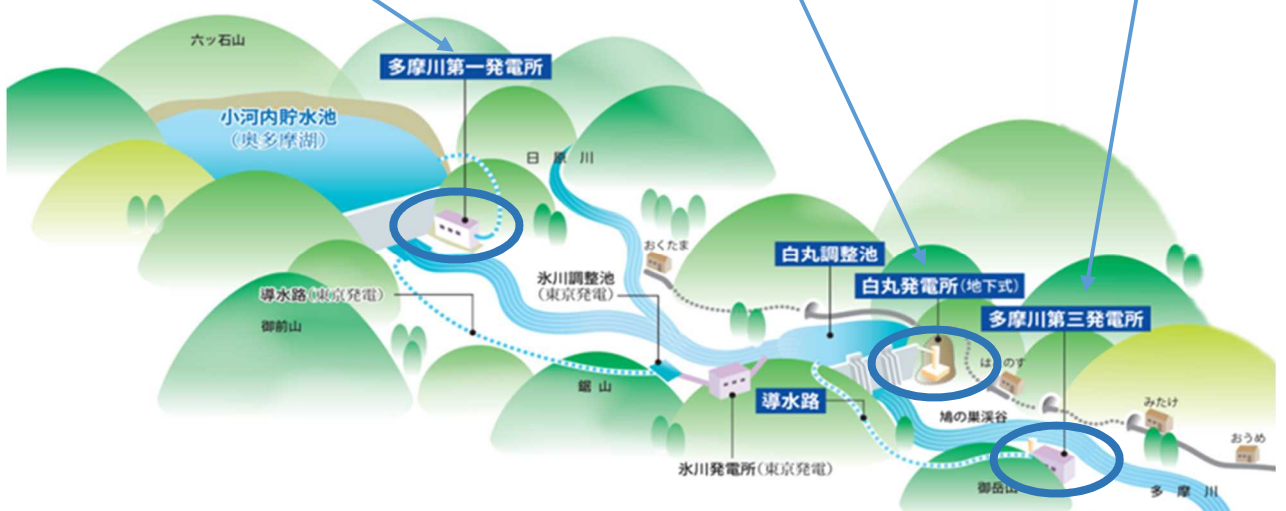 六ッ石山
多摩川第一発電所
小河内貯水池
（奥多摩湖）
日原川
おくたま
白丸調整池
氷川調整池
（東京発電）
白丸発電所（地下式）
導水路（東京発電）
多摩川第三発電所
御前山
はとのす
鋸山
導水路
みたけ
鳩の巣渓谷
おうめ
氷川発電所（東京発電）
御岳山
多摩川